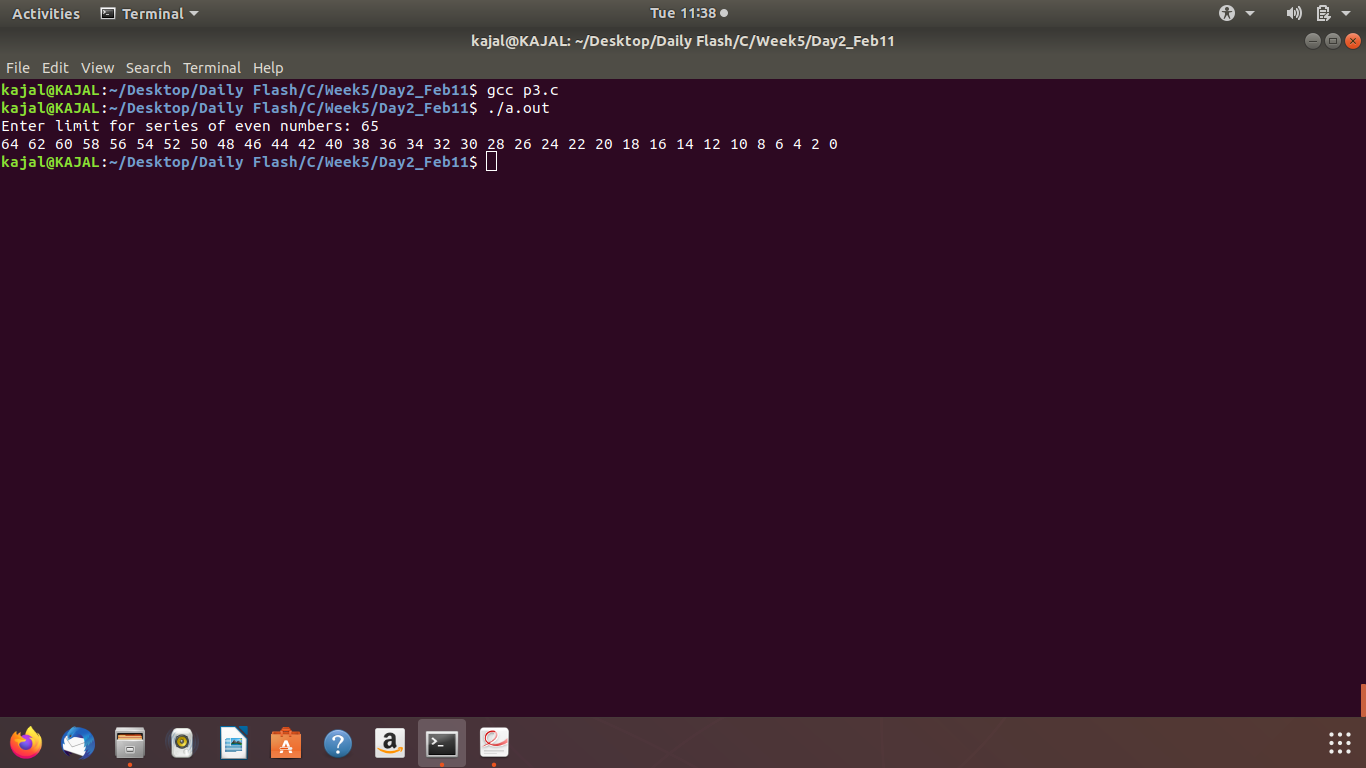 Activities Terminal Tue 11:38
kajal@KAJAL: ~/Desktop/Daily Flash/C/Week5/Day2_Feb11
File Edit View Search Terminal Help
kajal@KAJAL:~/Desktop/Daily Flash/C/Week5/Day2_Feb11$ gcc p3.c
kajal@KAJAL:~/Desktop/Daily Flash/C/Week5/Day2_Feb11$ ./a.out
Enter limit for series of even numbers: 65
64 62 60 58 56 54 52 50 48 46 44 42 40 38 36 34 32 30 28 26 24 22 20 18 16 14 12 10 8 6 4 2 0
kajal@KAJAL:~/Desktop/Daily Flash/C/Week5/Day2_Feb11$